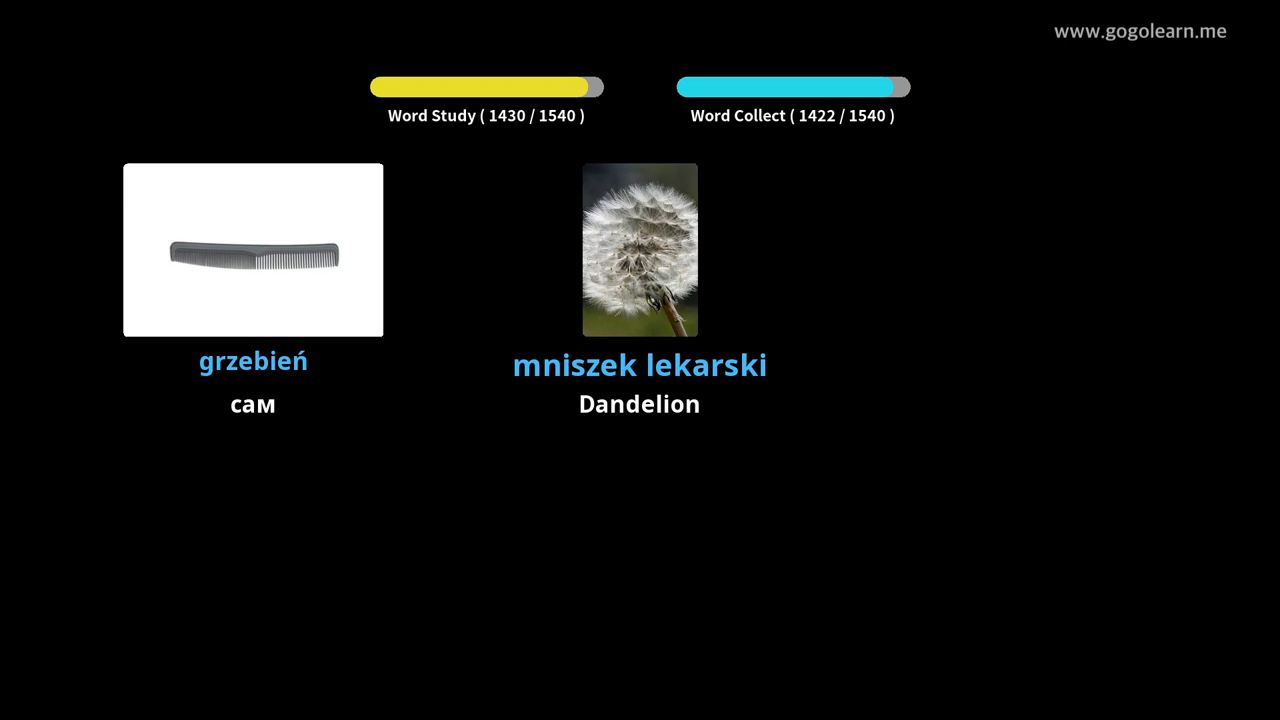 www.gogolearn.me
Word Study ( 1430 / 1540 )
Word Collect ( 1422 / 1540 )
grzebień
сам
mniszek lekarski
Dandelion